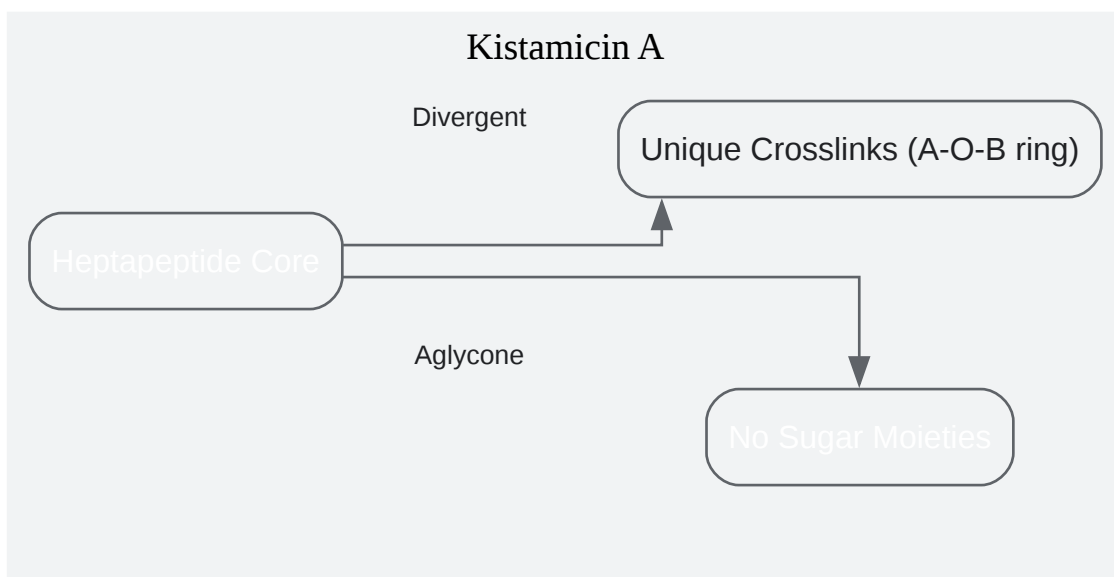 Kistamicin A
Divergent
Unique Crosslinks (A-O-B ring)
Heptapeptide Core
Aglycone
No Sugar Moieties